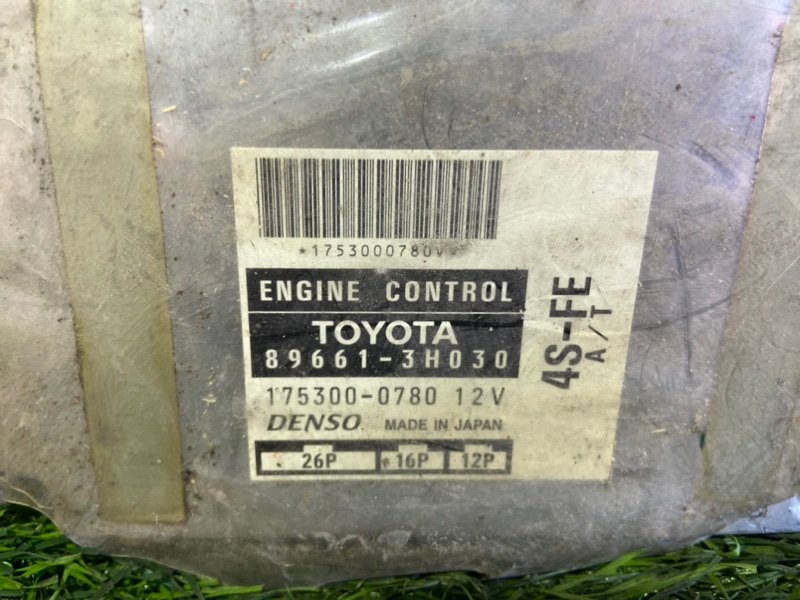 *1753000780V*
ENGINE CONTROL
TOYOTA
89661-3H030
175300-0780 12V
DENSO MADE IN JAPAN
26P 16P 12P
4S-FE
A/T